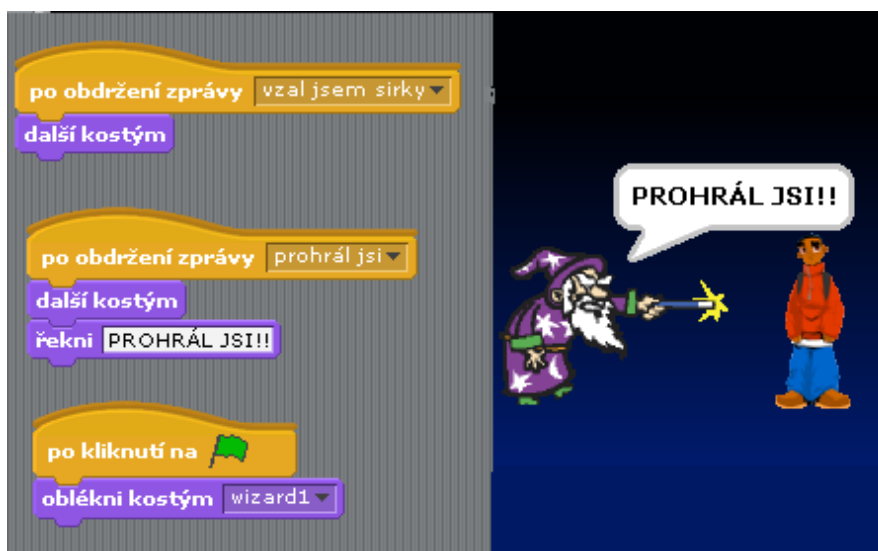 po obdržení zprávy vzal jsem sirky
další kostým
po obdržení zprávy prohrál jsi
další kostým
řekni PROHRÁL JSI!!
po kliknutí na
oblékni kostým wizard1
PROHRÁL JSI!!